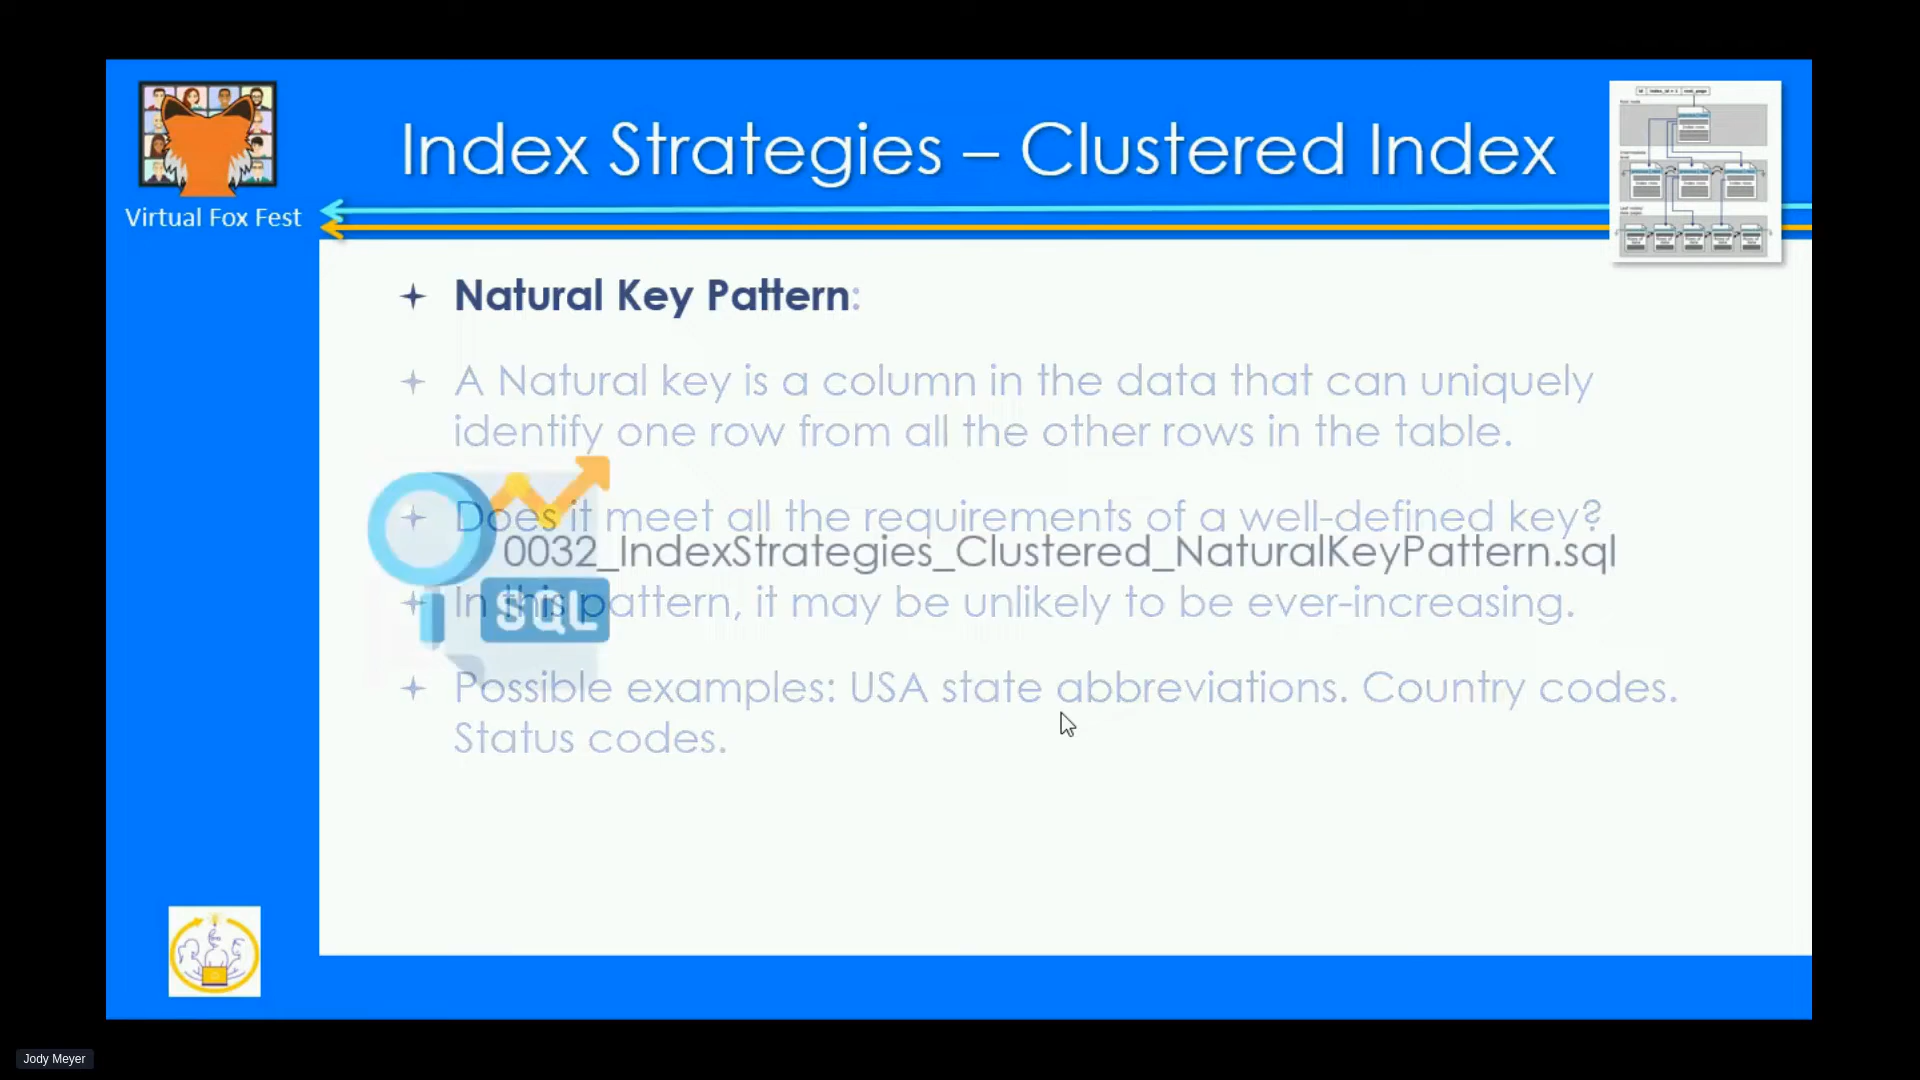 Index Strategies – Clustered Index
Virtual Fox Fest
Natural Key Pattern:
A Natural key is a column in the data that can uniquely
identify one row from all the other rows in the table.
Does it meet all the requirements of a well-defined key?
0032_IndexStrategies_Clustered_NaturalKeyPattern.sql
In this pattern, it may be unlikely to be ever-increasing.
SQL
Possible examples: USA state abbreviations. Country codes.
Status codes.
Jody Meyer